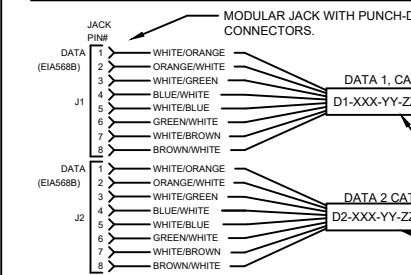 MODULAR JACK WITH PUNCH-D
CONNECTORS.
JACK
PIN#
DATA 1 WHITE/ORANGE
(EIA568B) 2 ORANGE/WHITE
3 WHITE/GREEN
DATA 1, CA
4 BLUE/WHITE
J1 5 WHITE/BLUE D1-XXX-YY-ZZ
6 GREEN/WHITE
7 WHITE/BROWN
8 BROWN/WHITE
DATA 1 WHITE/ORANGE
(EIA568B) 2 ORANGE/WHITE
3 WHITE/GREEN
DATA 2 CAT
4 BLUE/WHITE
J2 5 WHITE/BLUE D2-XXX-YY-ZZ
6 GREEN/WHITE
7 WHITE/BROWN
8 BROWN/WHITE